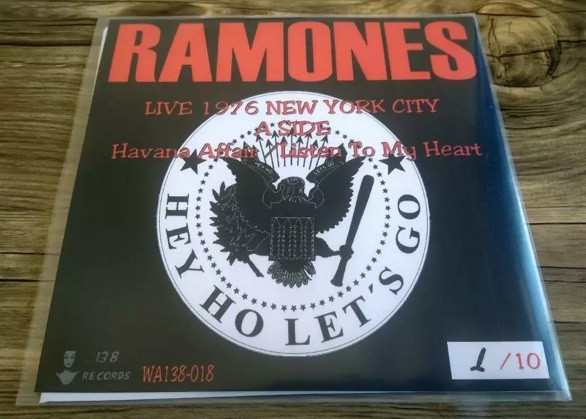 RAMONES
LIVE 1976 NEW YORK CITY
A SIDE
Havana Affair / Listen To My Heart
HEY HO LET´S GO
...138
RECORDS
WA138-018
1 /10